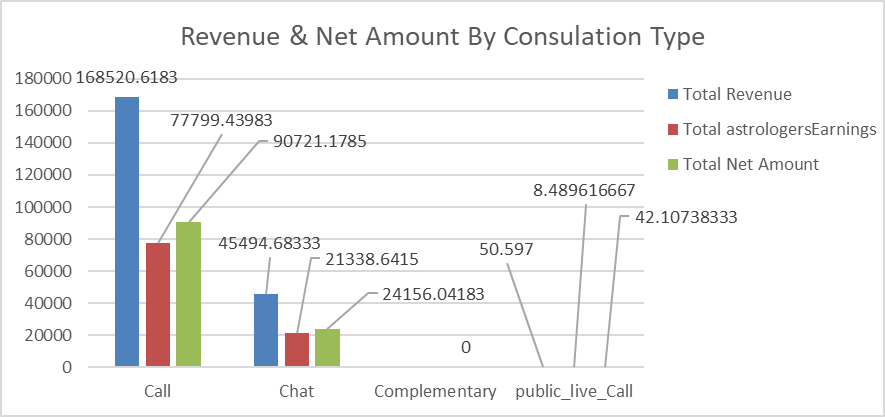 Revenue & Net Amount By Consulation Type
180000
160000
140000
120000
100000
80000
60000
40000
20000
0
168520.6183
77799.43983
90721.1785
45494.68333
21338.6415
24156.04183
0
50.597
8.489616667
42.10738333
Call
Chat
Complementary
public_live_Call
Total Revenue
Total astrologersEarnings
Total Net Amount